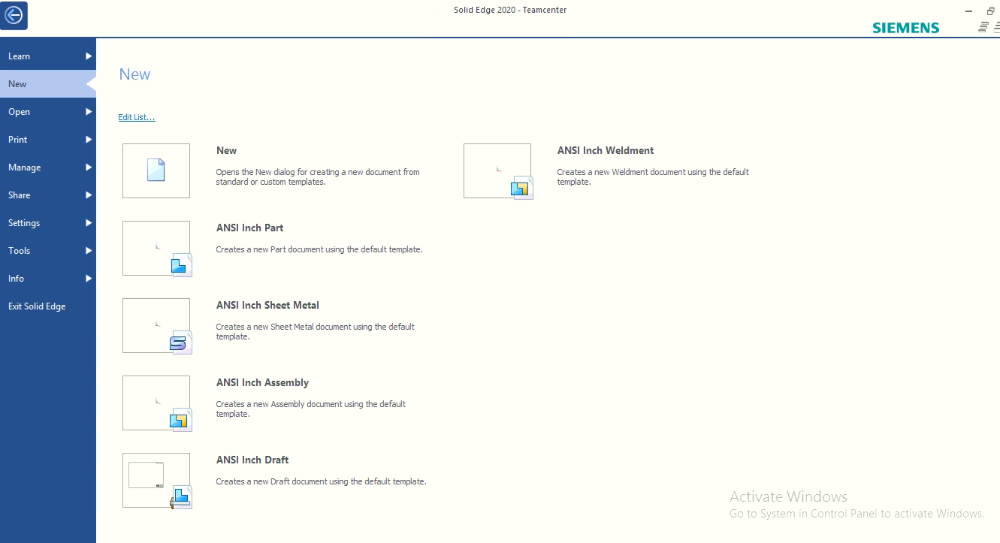 Solid Edge 2020 - Teamcenter
SIEMENS
Learn
New
Open
Print
Manage
Share
Settings
Tools
Info
Exit Solid Edge
New
Edit List...
New
Opens the New dialog for creating a new document from
standard or custom templates.
ANSI Inch Part
Creates a new Part document using the default template.
ANSI Inch Sheet Metal
Creates a new Sheet Metal document using the default
template.
ANSI Inch Assembly
Creates a new Assembly document using the default
template.
ANSI Inch Draft
Creates a new Draft document using the default template.
ANSI Inch Weldment
Creates a new Weldment document using the default
template.
Activate Windows
Go to System in Control Panel to activate Windows.